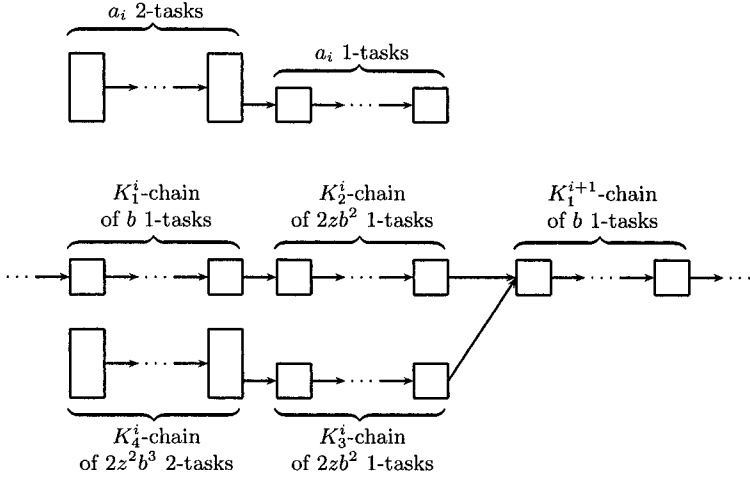 a_i 2-tasks
a_i 1-tasks
K_1^i-chain
of b 1-tasks
K_2^i-chain
of 2zb^2 1-tasks
K_1^{i+1}-chain
of b 1-tasks
K_4^i-chain
of 2z^2b^3 2-tasks
K_3^i-chain
of 2zb^2 1-tasks